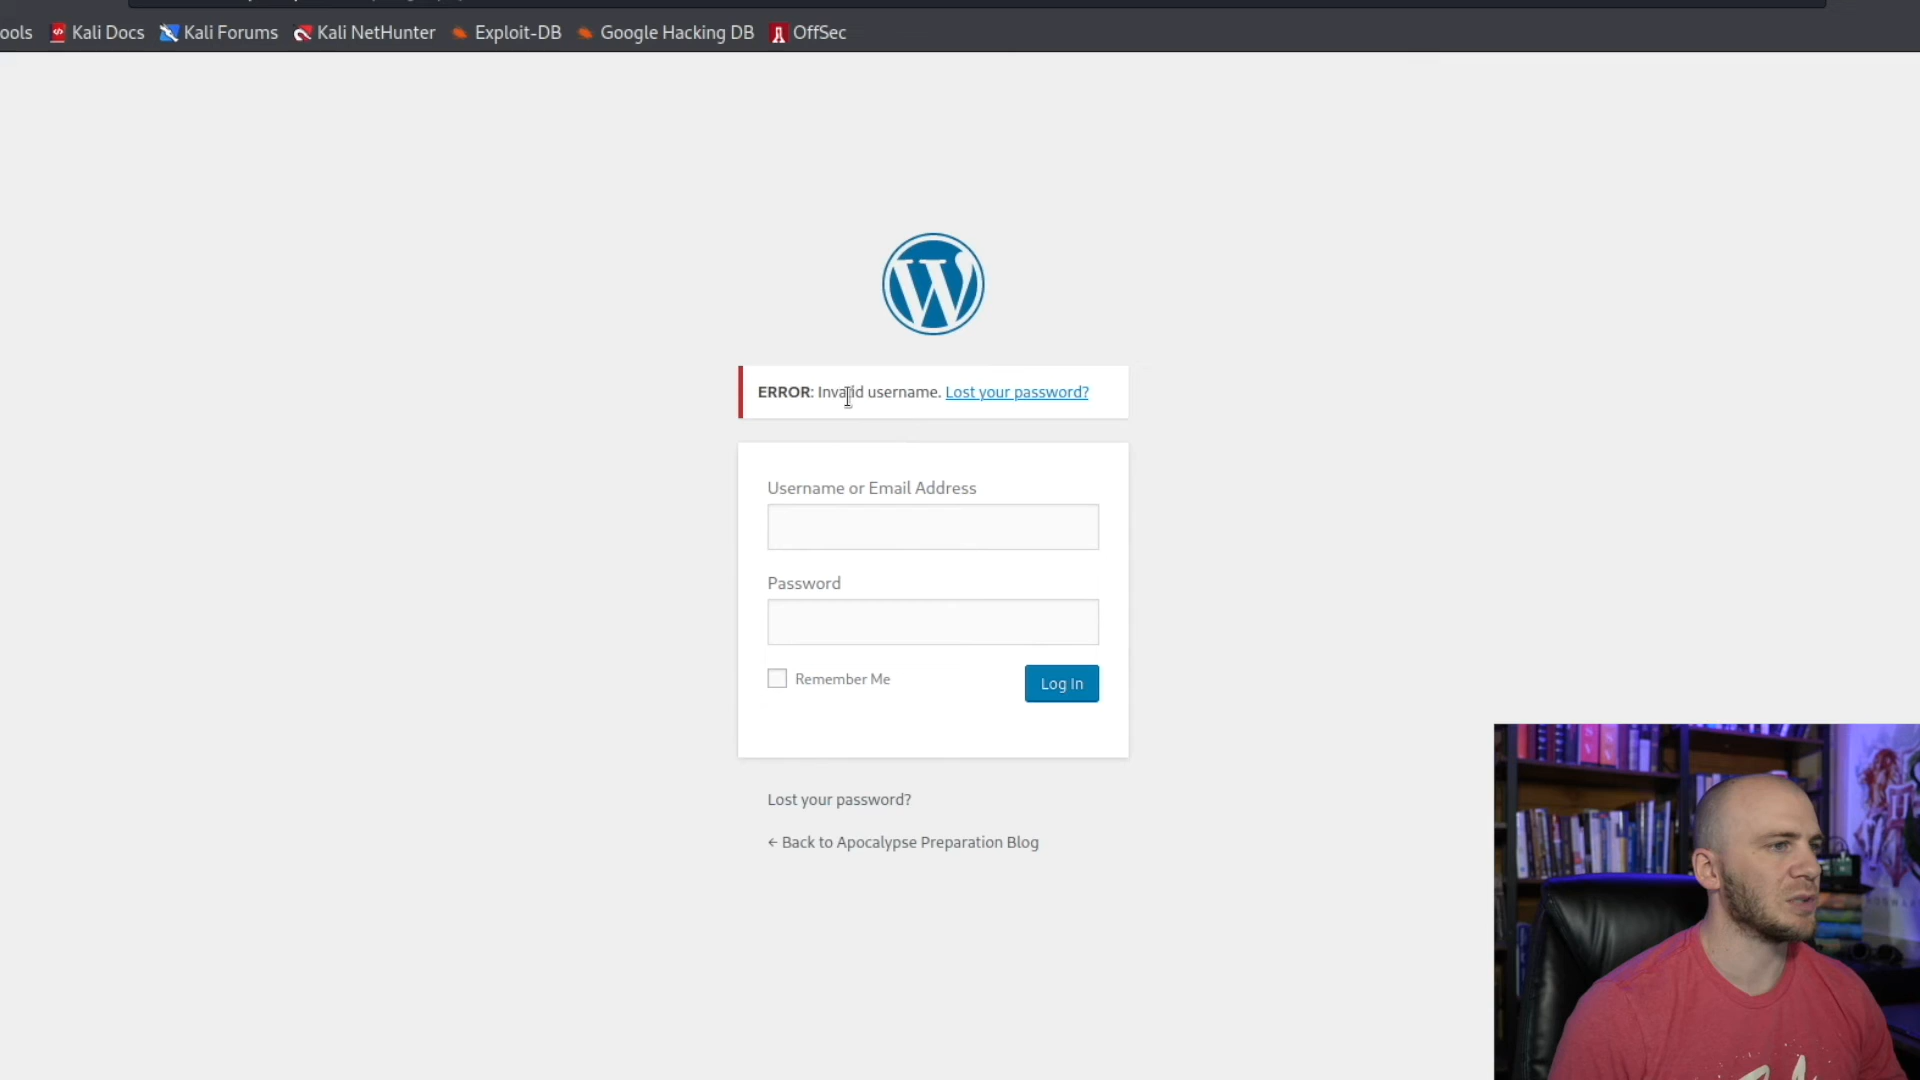 ools Kali Docs Kali Forums Kali NetHunter Exploit-DB Google Hacking DB OffSec
ERROR: Invalid username. Lost your password?
Username or Email Address
Password
Remember Me
Log In
Lost your password?
← Back to Apocalypse Preparation Blog